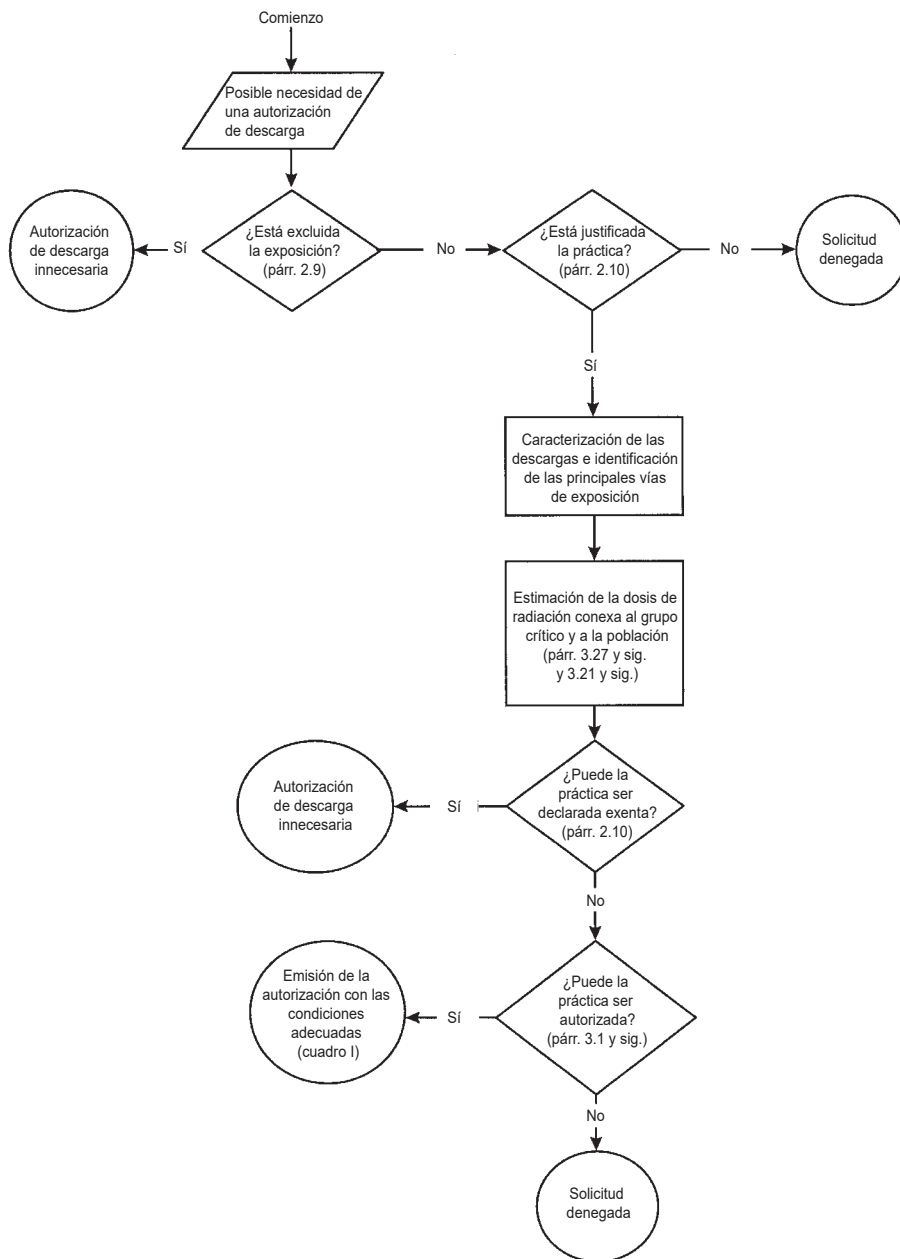 Comienzo
Posible necesidad de
una autorización
de descarga
Autorización
de descarga
innecesaria
Sí
¿Está excluida
la exposición?
(párr. 2.9)
No
¿Está justificada
la práctica?
(párr. 2.10)
No
Solicitud
denegada
Sí
Caracterización de las
descargas e identificación
de las principales vías
de exposición
Estimación de la dosis de
radiación conexa al grupo
crítico y a la población
(párr. 3.27 y sig.
y 3.21 y sig.)
Autorización
de descarga
innecesaria
Sí
¿Puede la
práctica ser
declarada exenta?
(párr. 2.10)
No
Emisión de la
autorización con las
condiciones
adecuadas
(cuadro I)
Sí
¿Puede la
práctica ser
autorizada?
(párr. 3.1 y sig.)
No
Solicitud
denegada